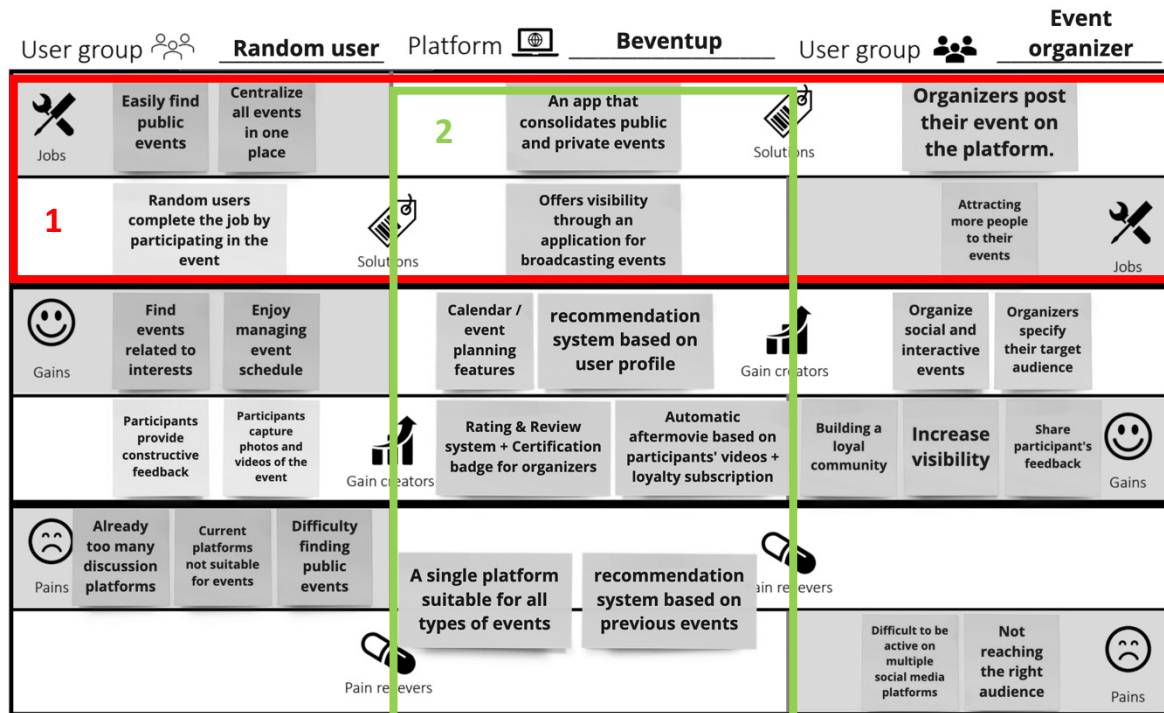 User group
Random user
Platform
Beventup
User group
Event
organizer
Jobs
Easily find
public
events
Centralize
all events
in one
place
2
An app that
consolidates public
and private events
Solutions
Organizers post
their event on
the platform.
1
Random users
complete the job by
participating in the
event
Solutions
Offers visibility
through an
application for
broadcasting events
Attracting
more people
to their
events
Jobs
Gains
Find
events
related to
interests
Enjoy
managing
event
schedule
Calendar /
event
planning
features
recommendation
system based on
user profile
Gain creators
Organize
social and
interactive
events
Organizers
specify
their target
audience
Participants
provide
constructive
feedback
Participants
capture
photos and
videos of the
event
Gain creators
Rating & Review
system + Certification
badge for organizers
Automatic
aftermovie based on
participants' videos +
loyalty subscription
Building a
loyal
community
Increase
visibility
Share
participant's
feedback
Gains
Pains
Already
too many
discussion
platforms
Current
platforms
not suitable
for events
Difficulty
finding
public
events
A single platform
suitable for all
types of events
recommendation
system based on
previous events
Pain relievers
Pain relievers
Difficult to be
active on
multiple
social media
platforms
Not
reaching
the right
audience
Pains